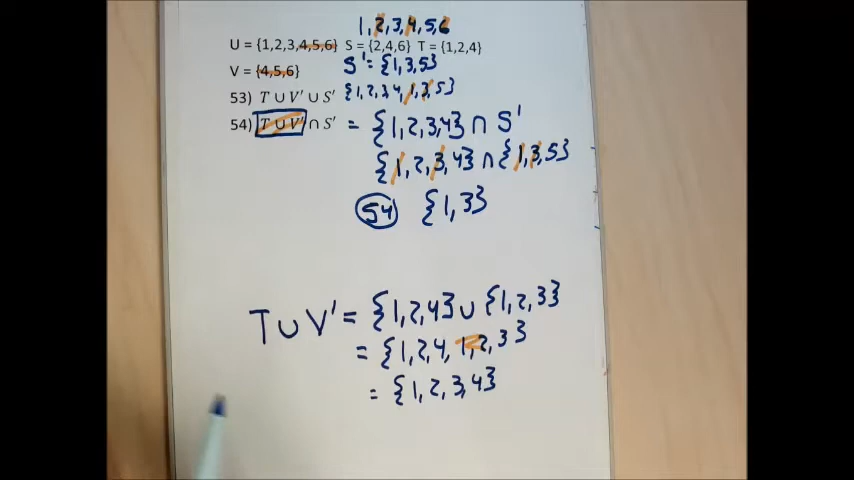 1,2,3,4,5,6
U = {1,2,3,4,5,6} S = {2,4,6} T = {1,2,4}
V = {4,5,6} S' = {1,3,5}
53) T ∪ V' ∪ S' {1,2,3,4,1,3,5}
54) T ∪ V' ∩ S' = {1,2,3,4} ∩ S'
{1,2,3,4} ∩ {1,3,5}
54 {1,3}
T ∪ V' = {1,2,4} ∪ {1,2,3}
= {1,2,4,1,2,3}
= {1,2,3,4}